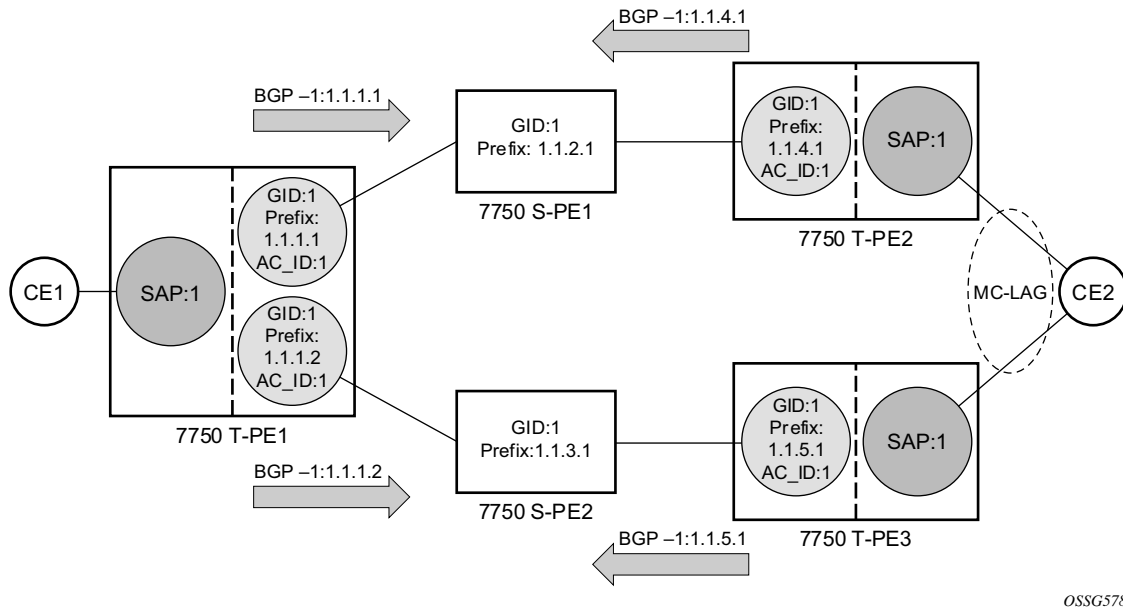 BGP –1:1.1.4.1
BGP –1:1.1.1.1
GID:1
Prefix: 1.1.2.1
7750 S-PE1
GID:1
Prefix:
1.1.4.1
AC_ID:1
SAP:1
7750 T-PE2
CE1
SAP:1
GID:1
Prefix:
1.1.1.1
AC_ID:1
GID:1
Prefix:
1.1.1.2
AC_ID:1
7750 T-PE1
MC-LAG
CE2
BGP –1:1.1.1.2
GID:1
Prefix:1.1.3.1
7750 S-PE2
GID:1
Prefix:
1.1.5.1
AC_ID:1
SAP:1
7750 T-PE3
BGP –1:1.1.5.1
OSSG578